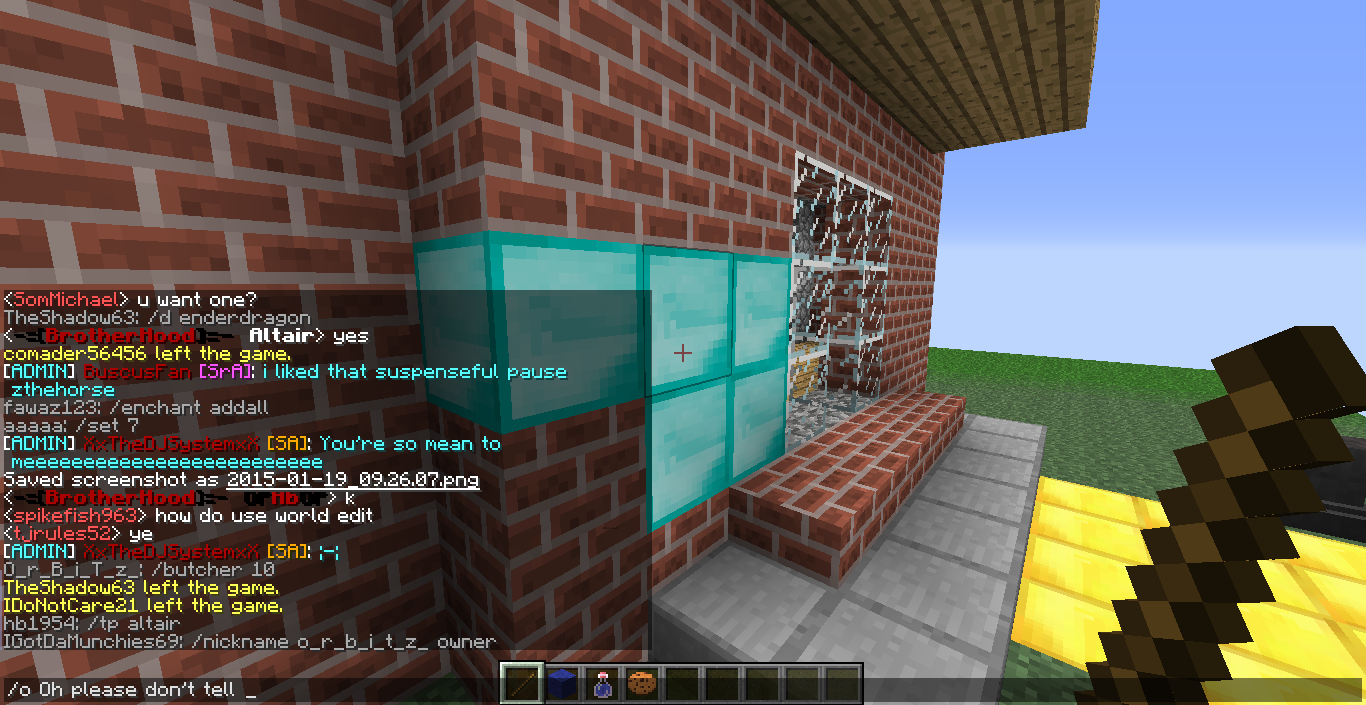 <SomMichael> u want one?
TheShadow63: /d enderdragon
<-=[BrotherHood]=- Altair> yes
comader56456 left the game.
[ADMIN] BuscusFan [SrA]: i liked that suspenseful pause
zthehorse
fawaz123: /enchant addall
aaaaa: /set 7
[ADMIN] XxTheDJSystemxX [SA]: You're so mean to
meeeeeeeeeeeeeeeeeeeeeeeee
Saved screenshot as 2015-01-19_09.26.07.png
<-=[BrotherHood]=- > k
<spikefish963> how do use world edit
<tjrules52> ye
[ADMIN] XxTheDJSystemxX [SA]: ;-;
O_r_B_i_T_z_: /butcher 10
TheShadow63 left the game.
IDoNotCare21 left the game.
hb1954: /tp altair
IGotDaMunchies69: /nickname o_r_b_i_t_z_ owner
/o Oh please don't tell _